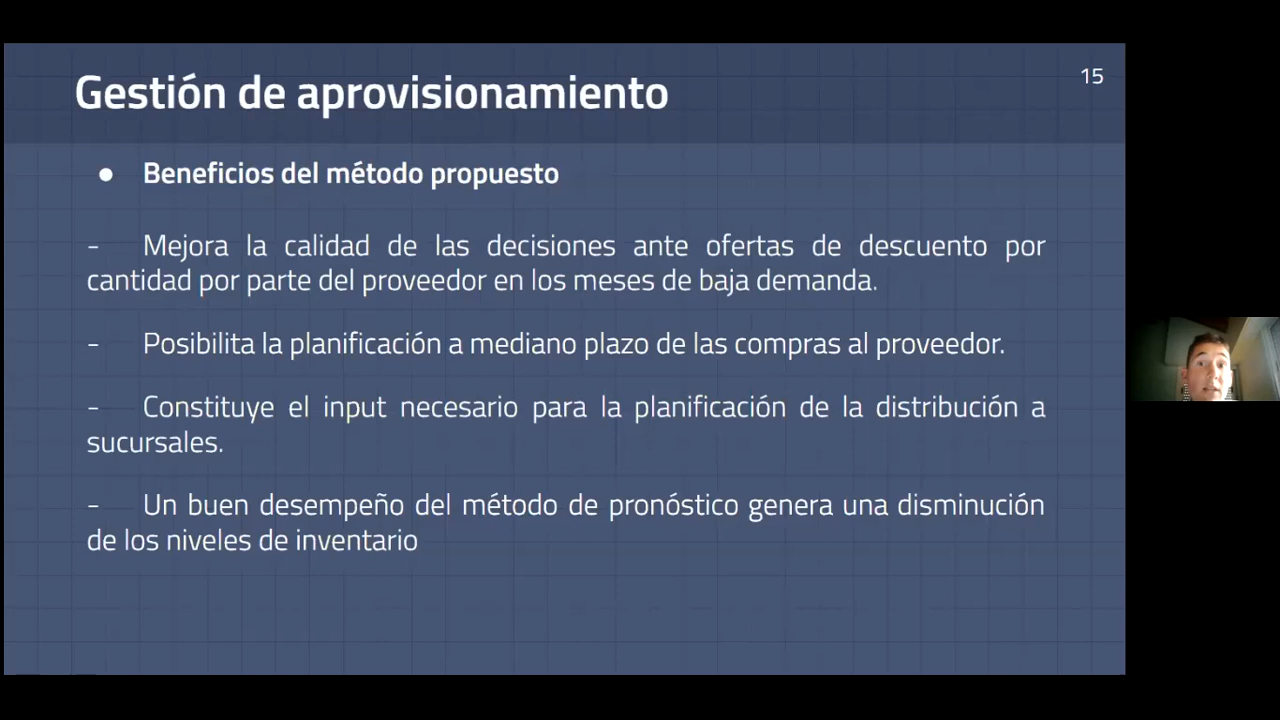 Gestión de aprovisionamiento
15
● Beneficios del método propuesto
- Mejora la calidad de las decisiones ante ofertas de descuento por
cantidad por parte del proveedor en los meses de baja demanda.
- Posibilita la planificación a mediano plazo de las compras al proveedor.
- Constituye el input necesario para la planificación de la distribución a
sucursales.
- Un buen desempeño del método de pronóstico genera una disminución
de los niveles de inventario